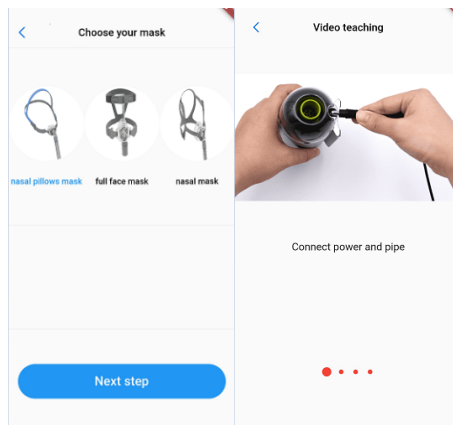 Choose your mask
nasal pillows mask
full face mask
nasal mask
Next step
Video teaching
Connect power and pipe